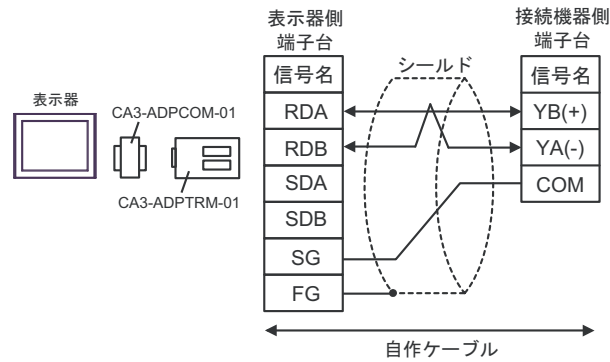 表示器
CA3-ADPCOM-01
CA3-ADPTRM-01
表示器側
端子台
信号名
RDA
RDB
SDA
SDB
SG
FG
シールド
接続機器側
端子台
信号名
YB(+)
YA(-)
COM
自作ケーブル